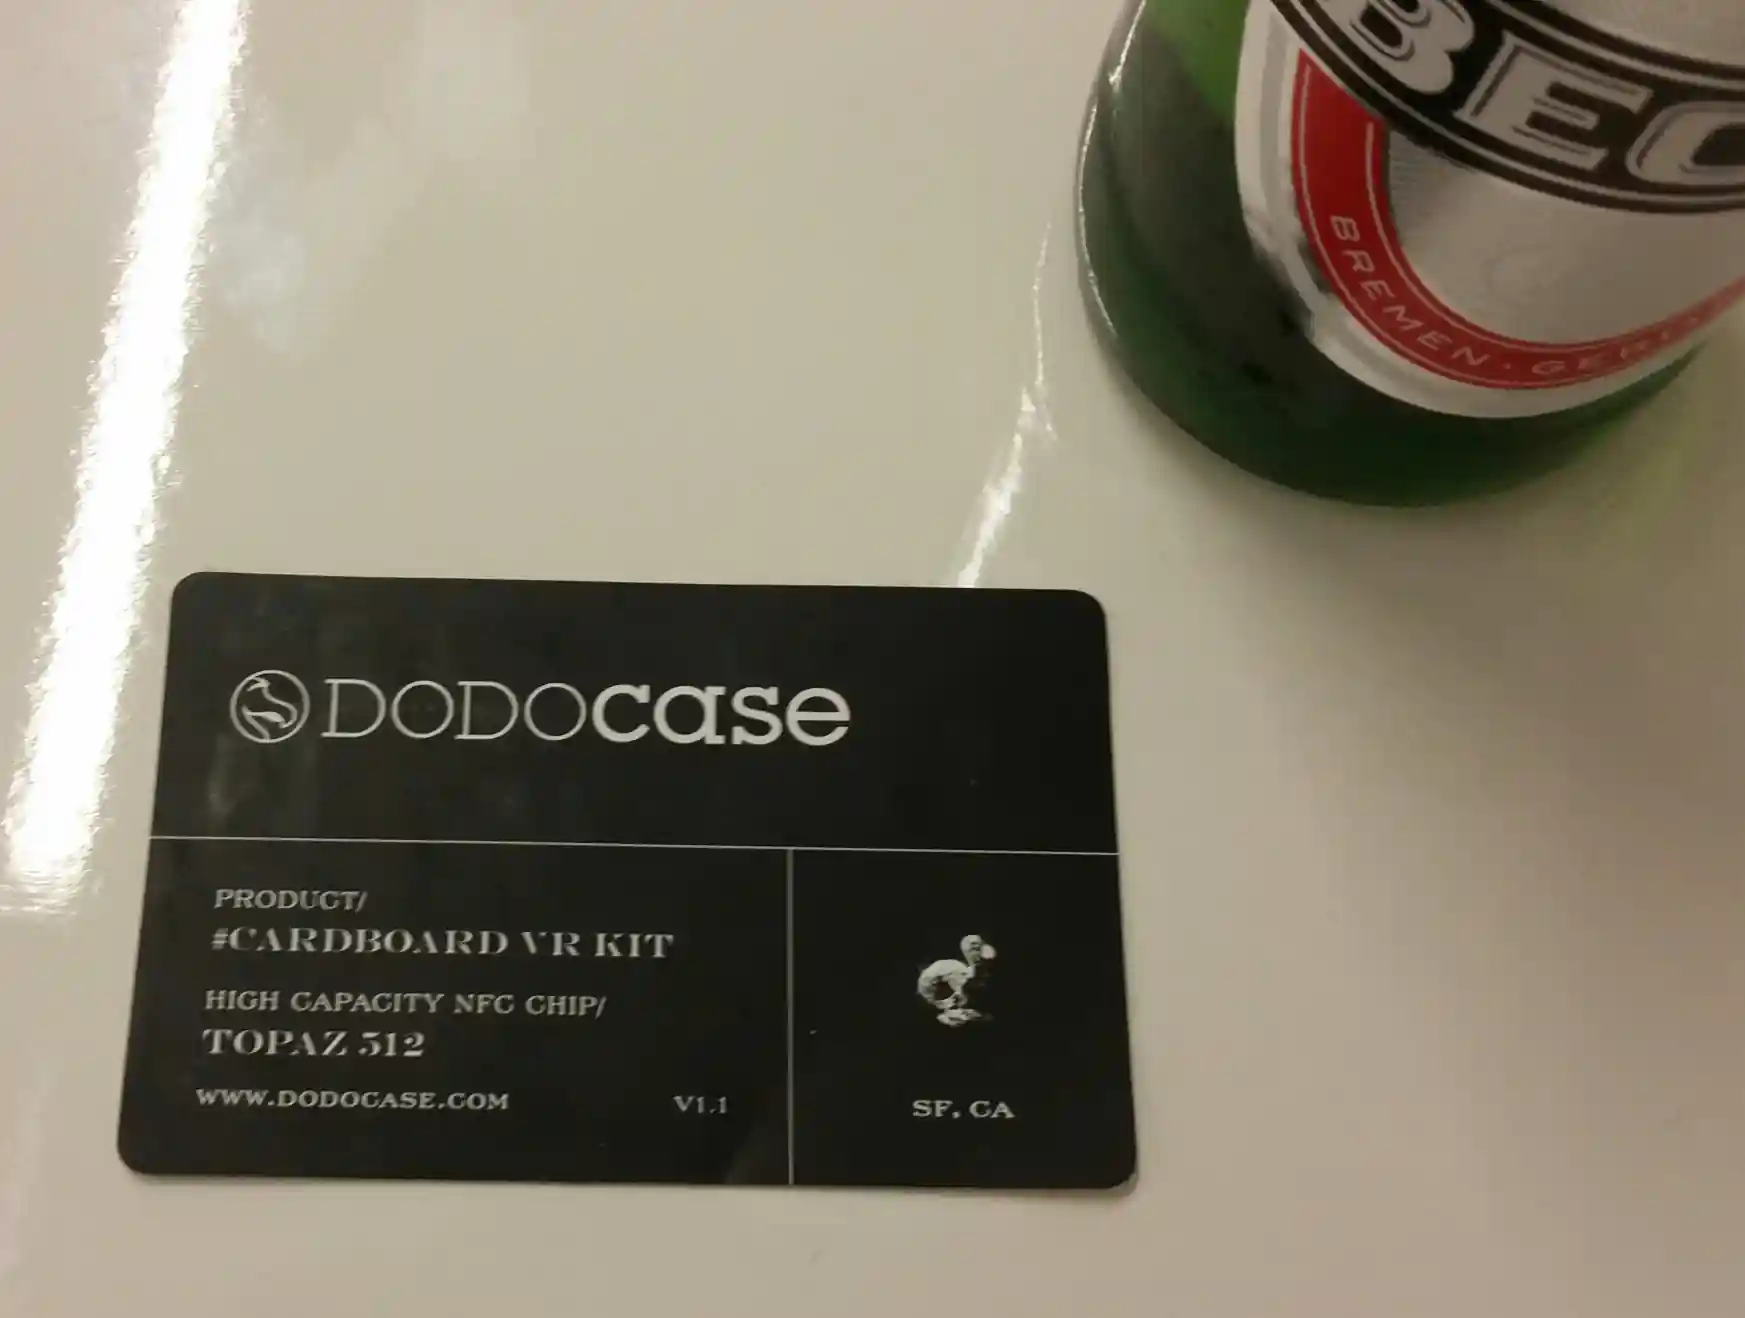 BEC
BREMEN · GER
DODOcase
PRODUCT/
#CARDBOARD VR KIT
HIGH CAPACITY NFC CHIP/
TOPAZ 512
WWW.DODOCASE.COM
V1.1
SF, CA